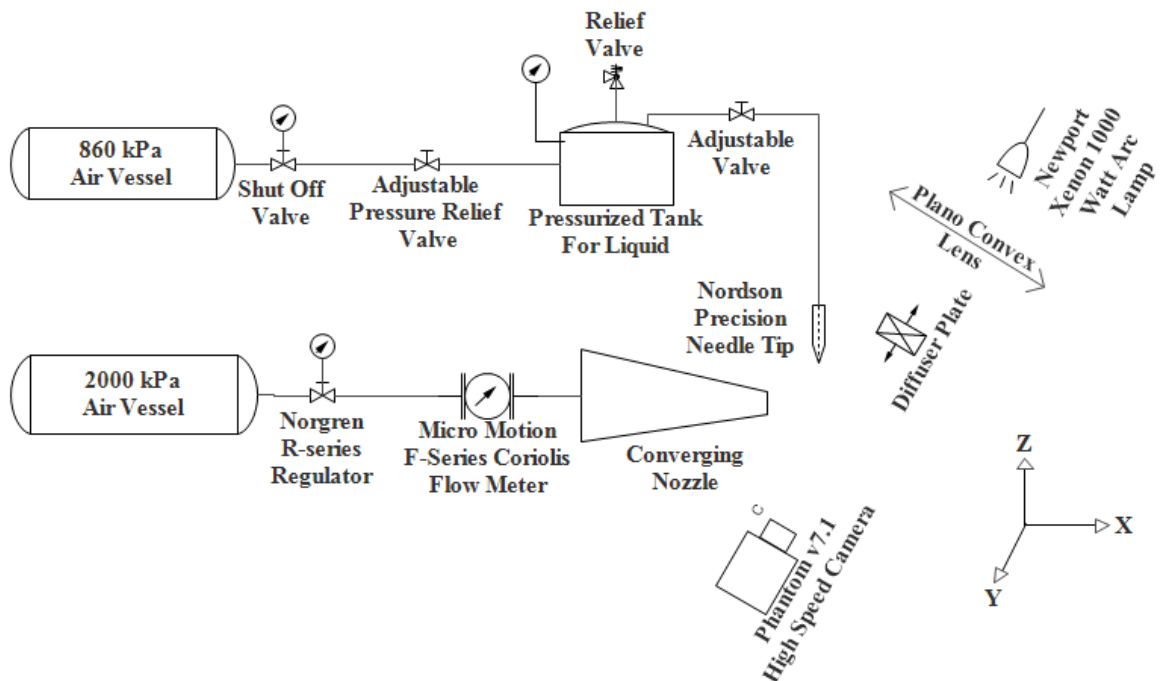 Relief
Valve
860 kPa
Air Vessel
Shut Off
Valve
Adjustable
Pressure Relief
Valve
Pressurized Tank
For Liquid
Adjustable
Valve
Newport
Xenon 1000
Watt Arc
Lamp
Plano Convex
Lens
Nordson
Precision
Needle Tip
Diffuser Plate
2000 kPa
Air Vessel
Norgren
R-series
Regulator
Micro Motion
F-Series Coriolis
Flow Meter
Converging
Nozzle
Phantom v7.1
High Speed Camera
Z
X
Y